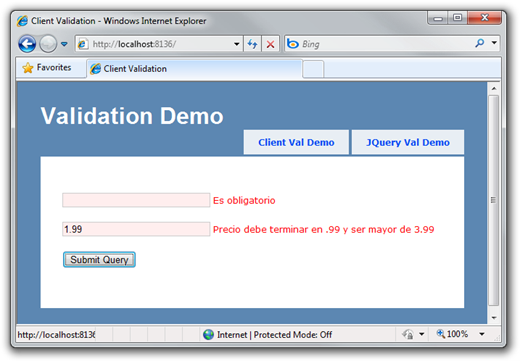 Client Validation - Windows Internet Explorer
http://localhost:8136/
Bing
Favorites
Client Validation
Validation Demo
Client Val Demo
JQuery Val Demo
Es obligatorio
1.99
Precio debe terminar en .99 y ser mayor de 3.99
Submit Query
http://localhost:8136
Internet | Protected Mode: Off
100%